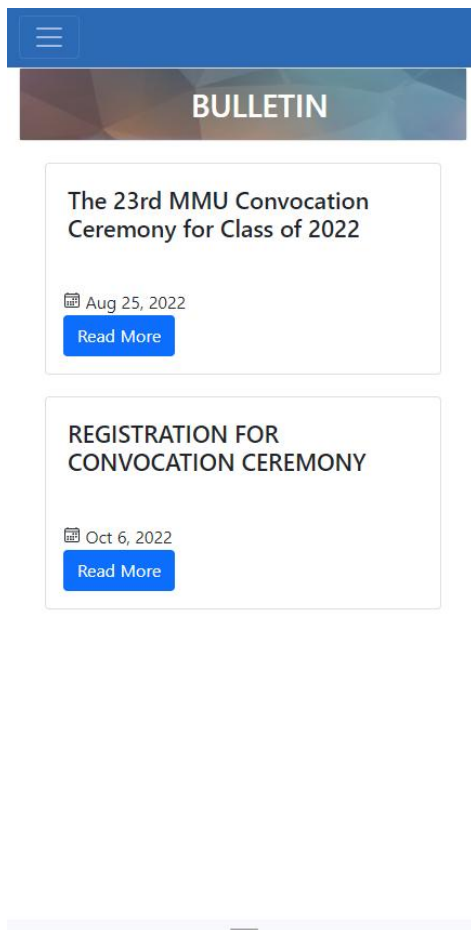 BULLETIN
The 23rd MMU Convocation
Ceremony for Class of 2022
Aug 25, 2022
Read More
REGISTRATION FOR
CONVOCATION CEREMONY
Oct 6, 2022
Read More